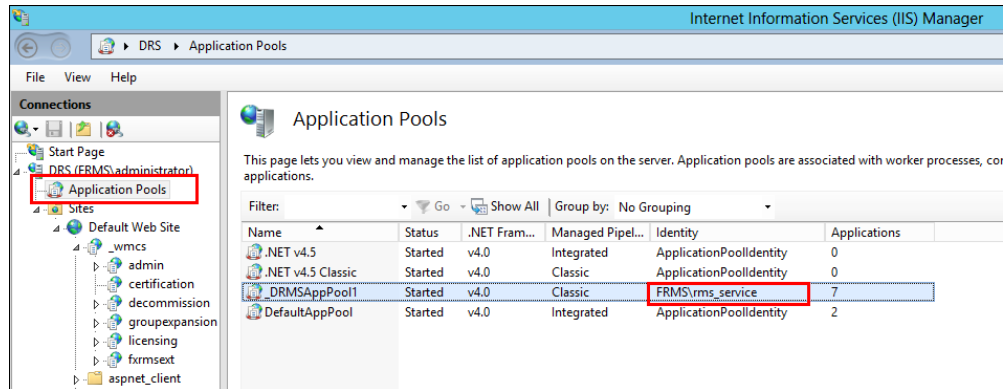 Internet Information Services (IIS) Manager
DRS Application Pools
File View Help
Connections
Start Page
DRS (FRMS\administrator)
Application Pools
Sites
Default Web Site
_wmcs
admin
certification
decommission
groupexpansion
licensing
fxrmsext
aspnet_client
Application Pools
This page lets you view and manage the list of application pools on the server. Application pools are associated with worker processes, con
applications.
Filter: Go Show All Group by: No Grouping
Name Status .NET Fram... Managed Pipel... Identity Applications
.NET v4.5 Started v4.0 Integrated ApplicationPoolIdentity 0
.NET v4.5 Classic Started v4.0 Classic ApplicationPoolIdentity 0
_DRMSAppPool1 Started v4.0 Classic FRMS\rms_service 7
DefaultAppPool Started v4.0 Integrated ApplicationPoolIdentity 2